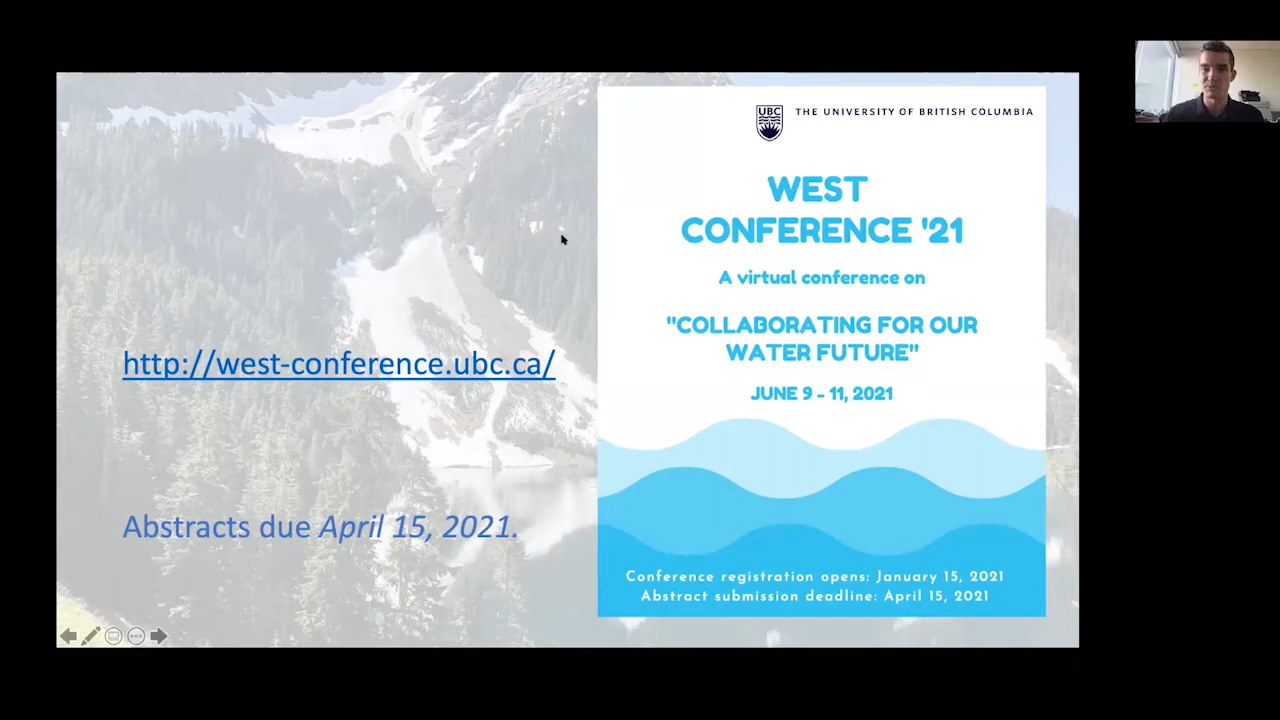 http://west-conference.ubc.ca/
Abstracts due April 15, 2021.
UBC
THE UNIVERSITY OF BRITISH COLUMBIA
WEST
CONFERENCE '21
A virtual conference on
"COLLABORATING FOR OUR
WATER FUTURE"
JUNE 9 - 11, 2021
Conference registration opens: January 15, 2021
Abstract submission deadline: April 15, 2021